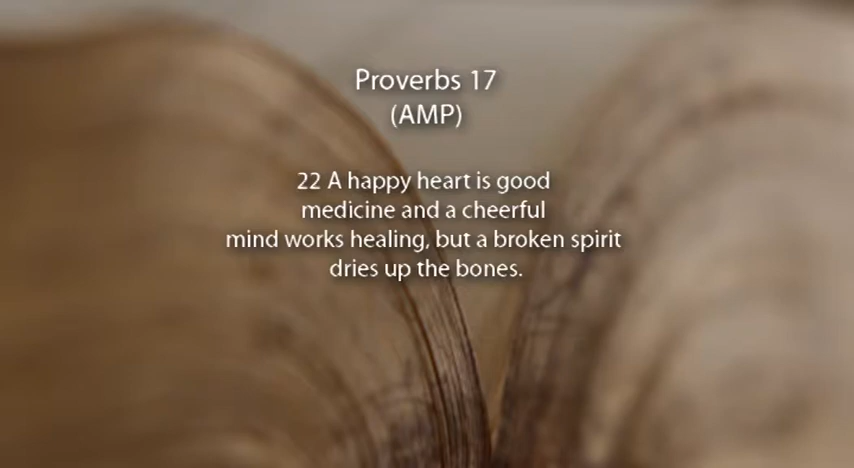 Proverbs 17
(AMP)
22 A happy heart is good
medicine and a cheerful
mind works healing, but a broken spirit
dries up the bones.